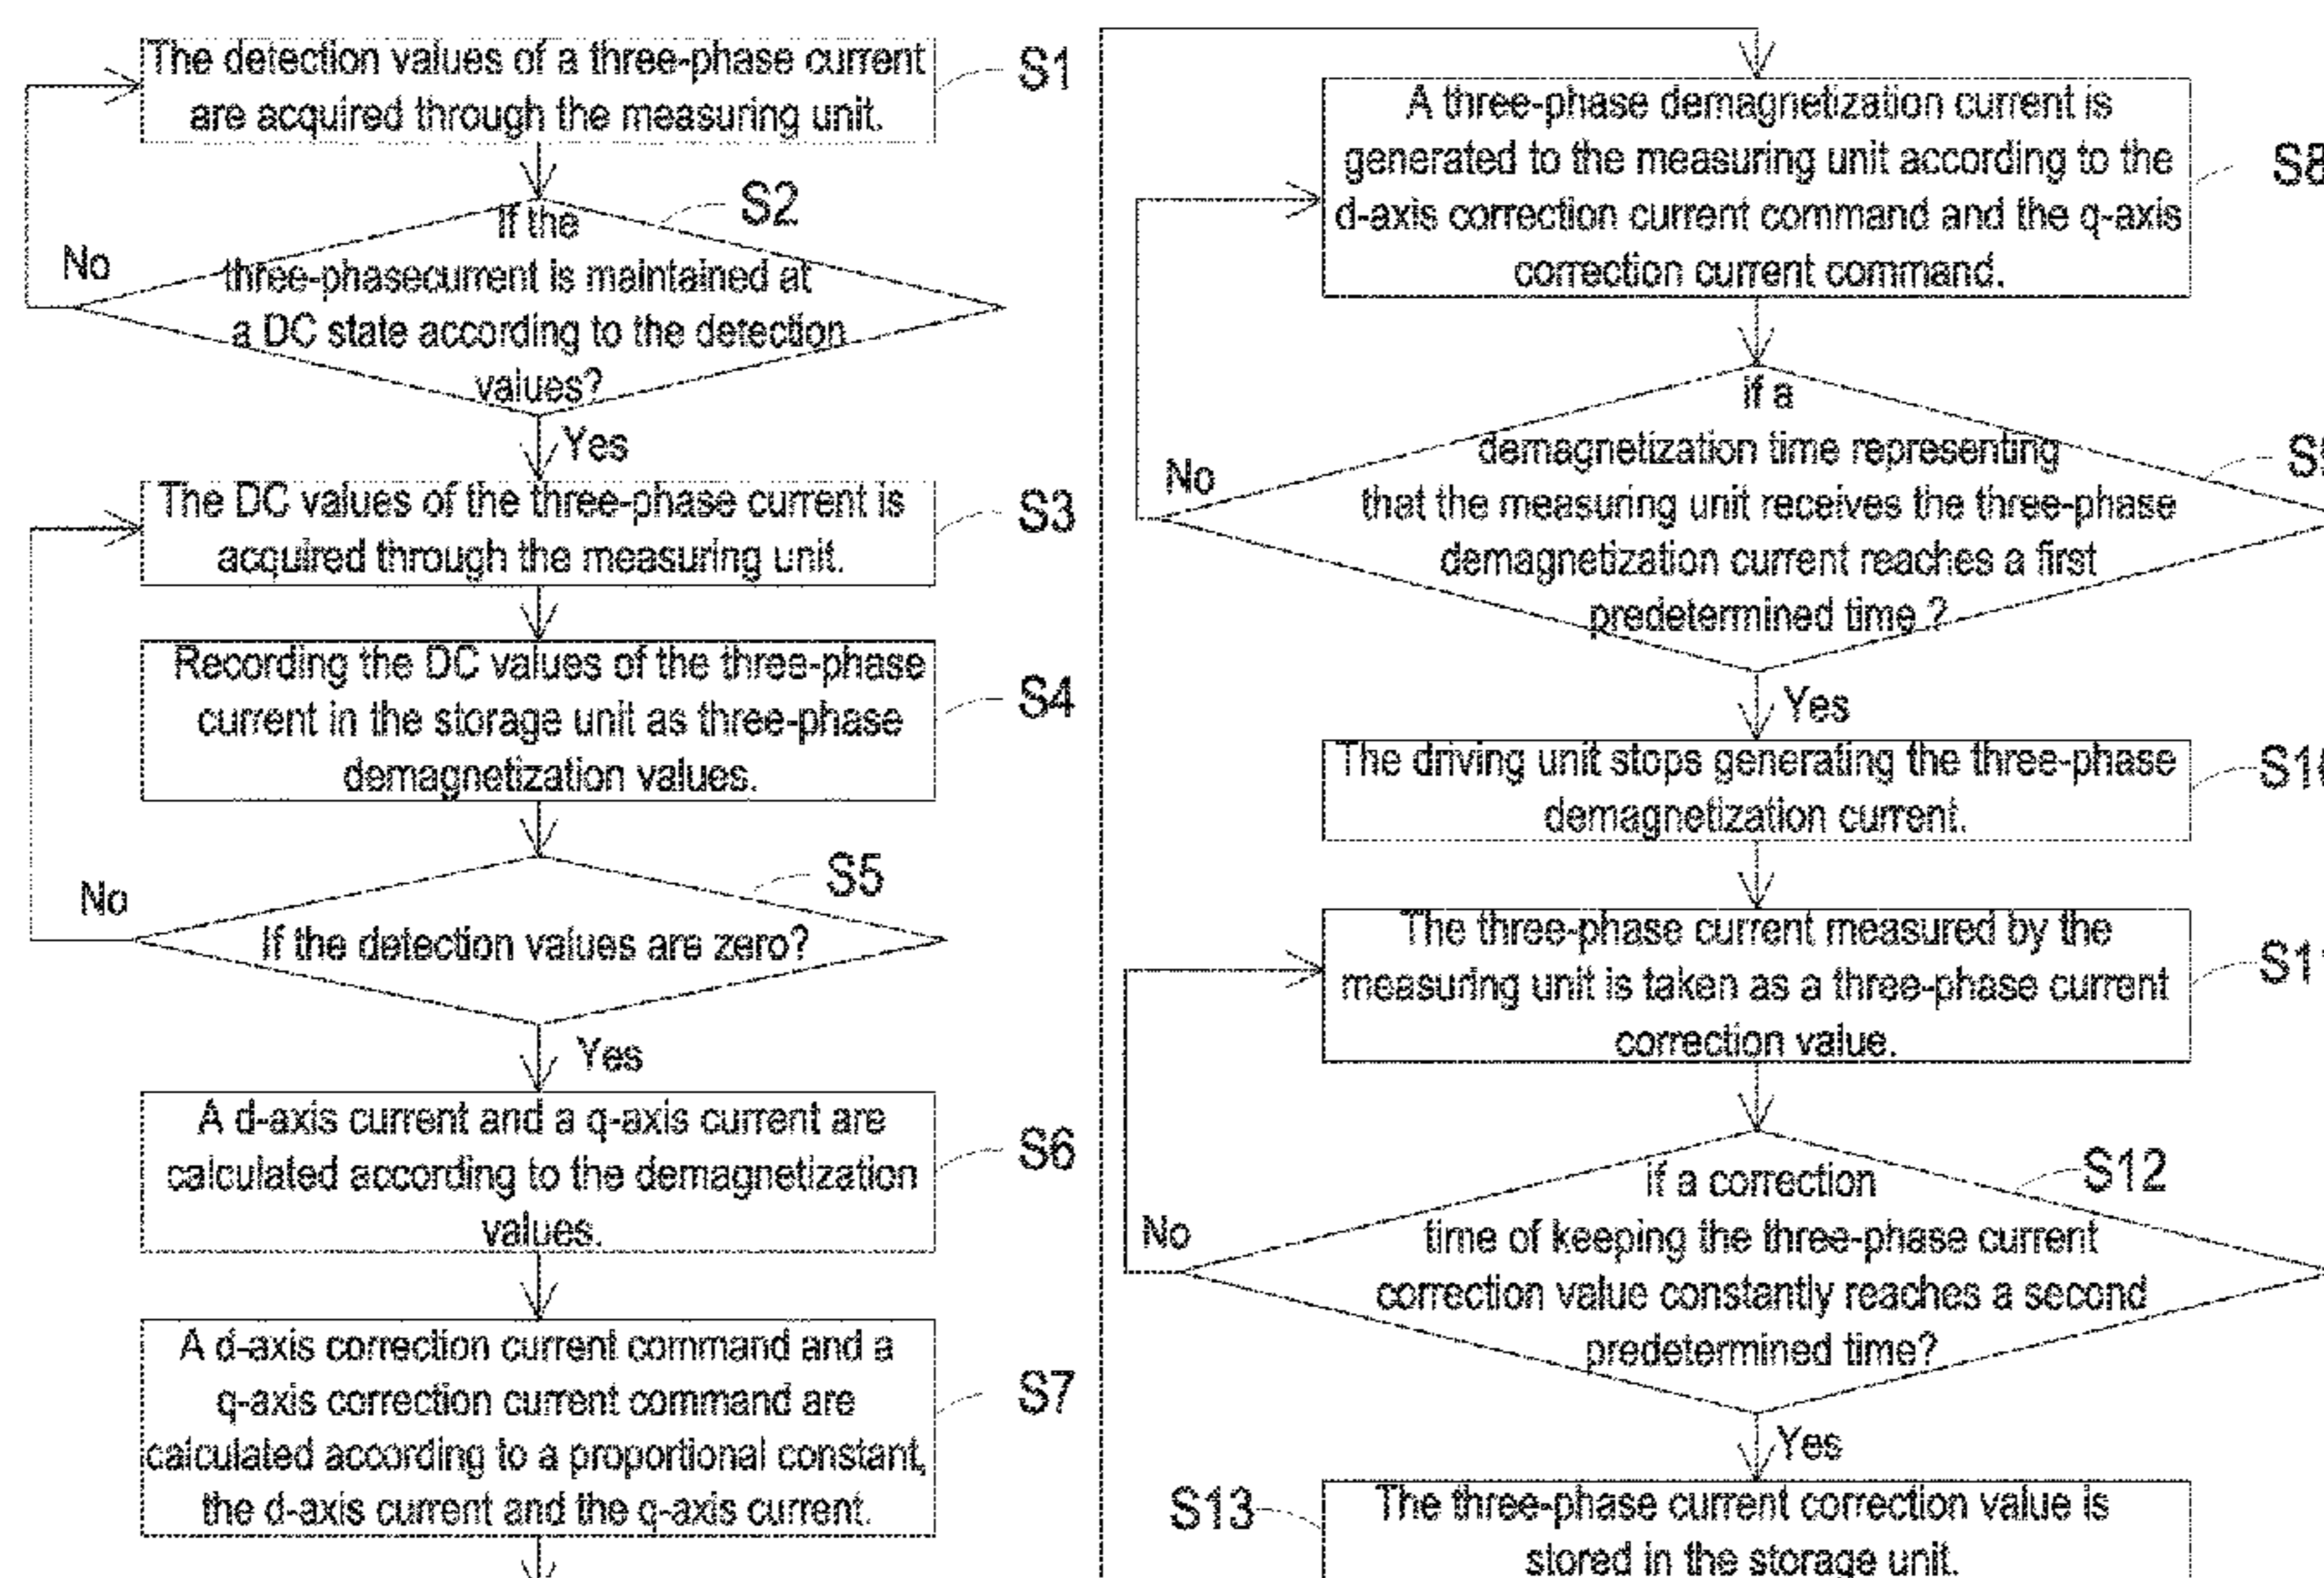 The detection values of a three-phase current
are acquired through the measuring unit.
S1
S2
If the
three-phasecurrent is maintained at
a DC state according to the detection
values?
No
Yes
The DC values of the three-phase current is
acquired through the measuring unit.
S3
Recording the DC values of the three-phase
current in the storage unit as three-phase
demagnetization values.
S4
S5
If the detection values are zero?
No
Yes
A d-axis current and a q-axis current are
calculated according to the demagnetization
values.
S6
A d-axis correction current command and a
q-axis correction current command are
calculated according to a proportional constant,
the d-axis current and the q-axis current.
S7
A three-phase demagnetization current is
generated to the measuring unit according to the
d-axis correction current command and the q-axis
correction current command.
S8
if a
demagnetization time representing
that the measuring unit receives the three-phase
demagnetization current reaches a first
predetermined time ?
No
Yes
The driving unit stops generating the three-phase
demagnetization current.
The three-phase current measured by the
measuring unit is taken as a three-phase current
correction value.
S12
if a correction
time of keeping the three-phase current
correction value constantly reaches a second
predetermined time?
No
Yes
S13
The three-phase current correction value is
stored in the storage unit.